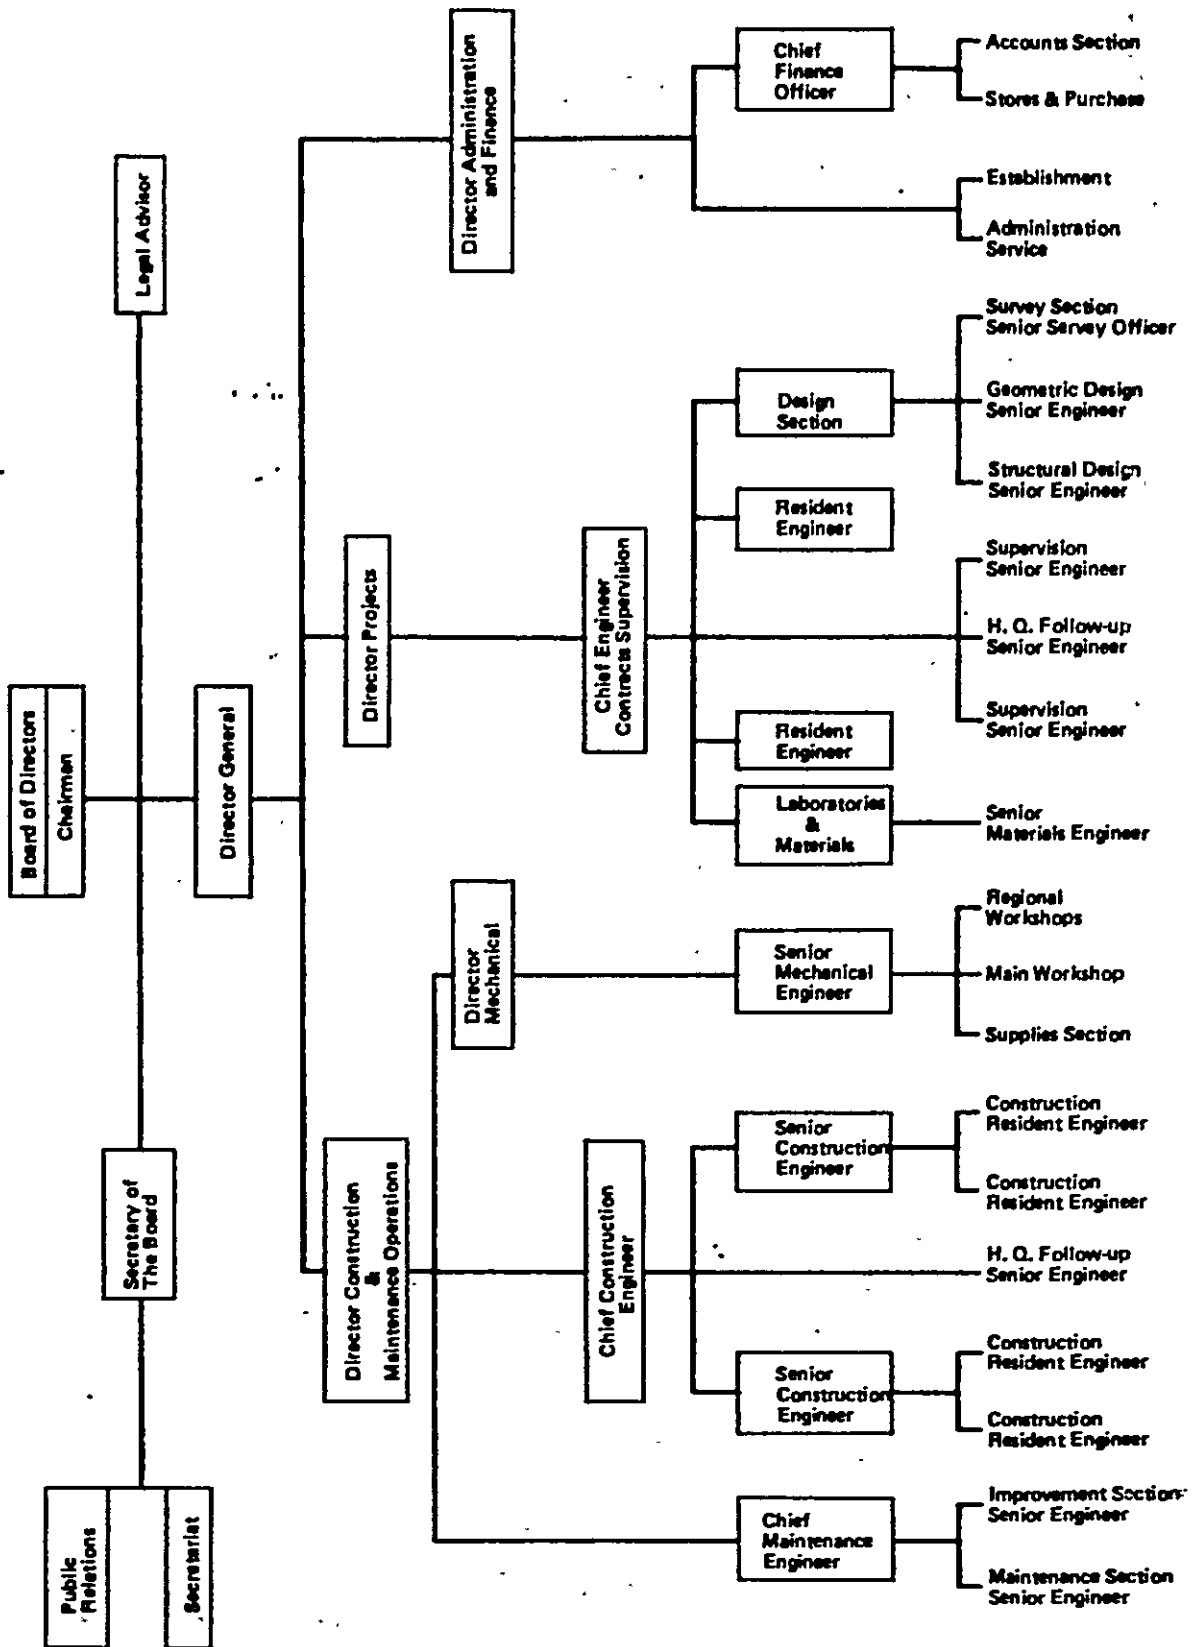 Board of Directors
Chairman
Legal Advisor
Secretary of
The Board
Public
Relations
Secretariat
Director General
Director Administration
and Finance
Director Projects
Director Construction
&
Maintenance Operations
Director
Mechanical
Chief Engineer
Contracts Supervision
Chief Construction
Engineer
Chief
Finance
Officer
Accounts Section
Stores & Purchase
Establishment
Administration
Service
Design
Section
Survey Section
Senior Servey Officer
Geometric Design
Senior Engineer
Structural Design
Senior Engineer
Resident
Engineer
Supervision
Senior Engineer
H. Q. Follow-up
Senior Engineer
Supervision
Senior Engineer
Resident
Engineer
Laboratories
&
Materials
Senior
Materials Engineer
Senior
Mechanical
Engineer
Regional
Workshops
Main Workshop
Supplies Section
Senior
Construction
Engineer
Construction
Resident Engineer
Construction
Resident Engineer
H. Q. Follow-up
Senior Engineer
Senior
Construction
Engineer
Construction
Resident Engineer
Construction
Resident Engineer
Chief
Maintenance
Engineer
Improvement Section
Senior Engineer
Maintenance Section
Senior Engineer